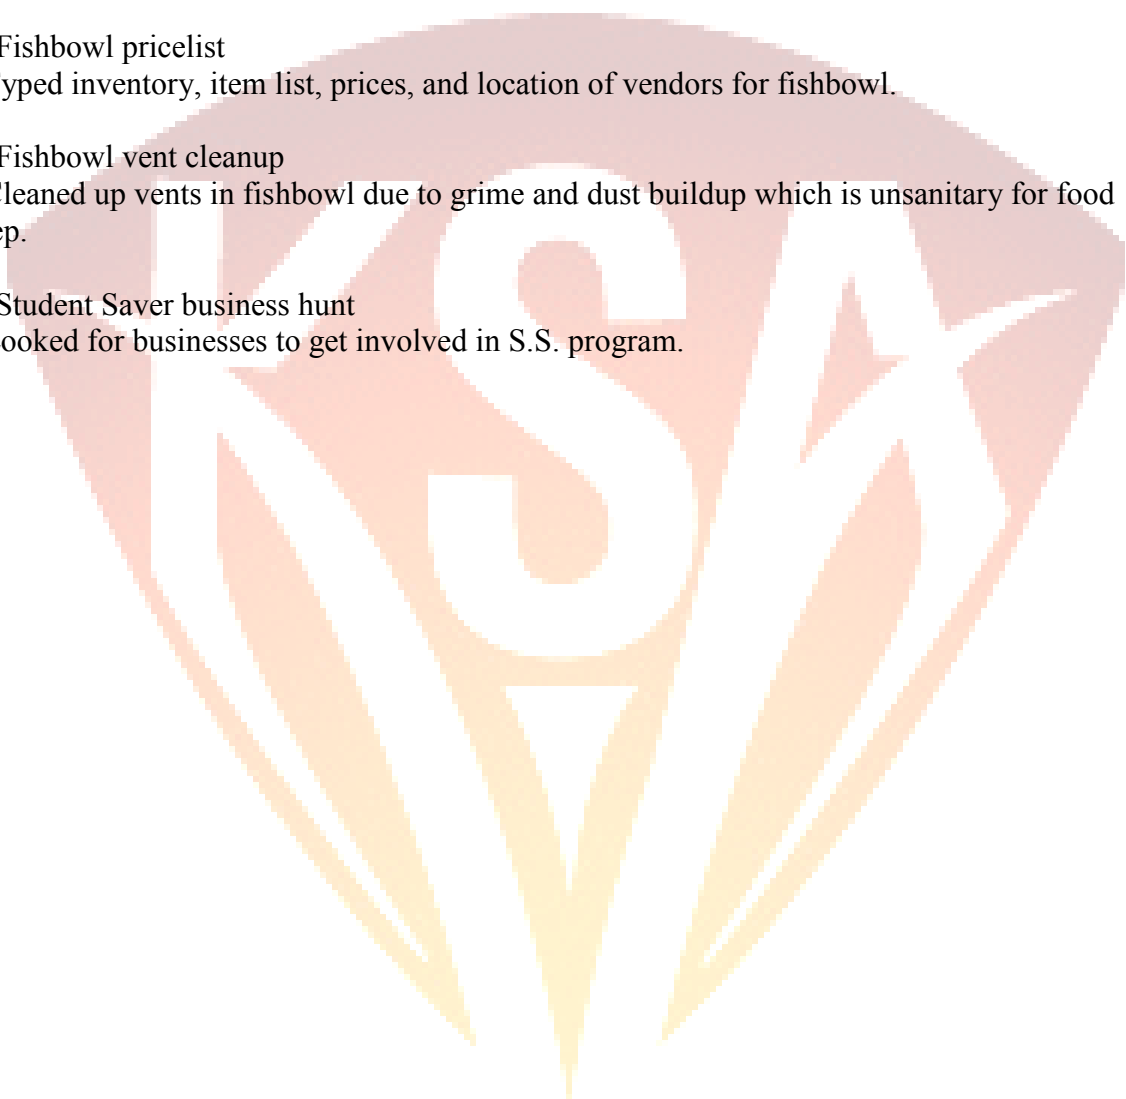 Fishbowl pricelist
yped inventory, item list, prices, and location of vendors for fishbowl.
Fishbowl vent cleanup
leaned up vents in fishbowl due to grime and dust buildup which is unsanitary for food
ep.
Student Saver business hunt
ooked for businesses to get involved in S.S. program.
KSA